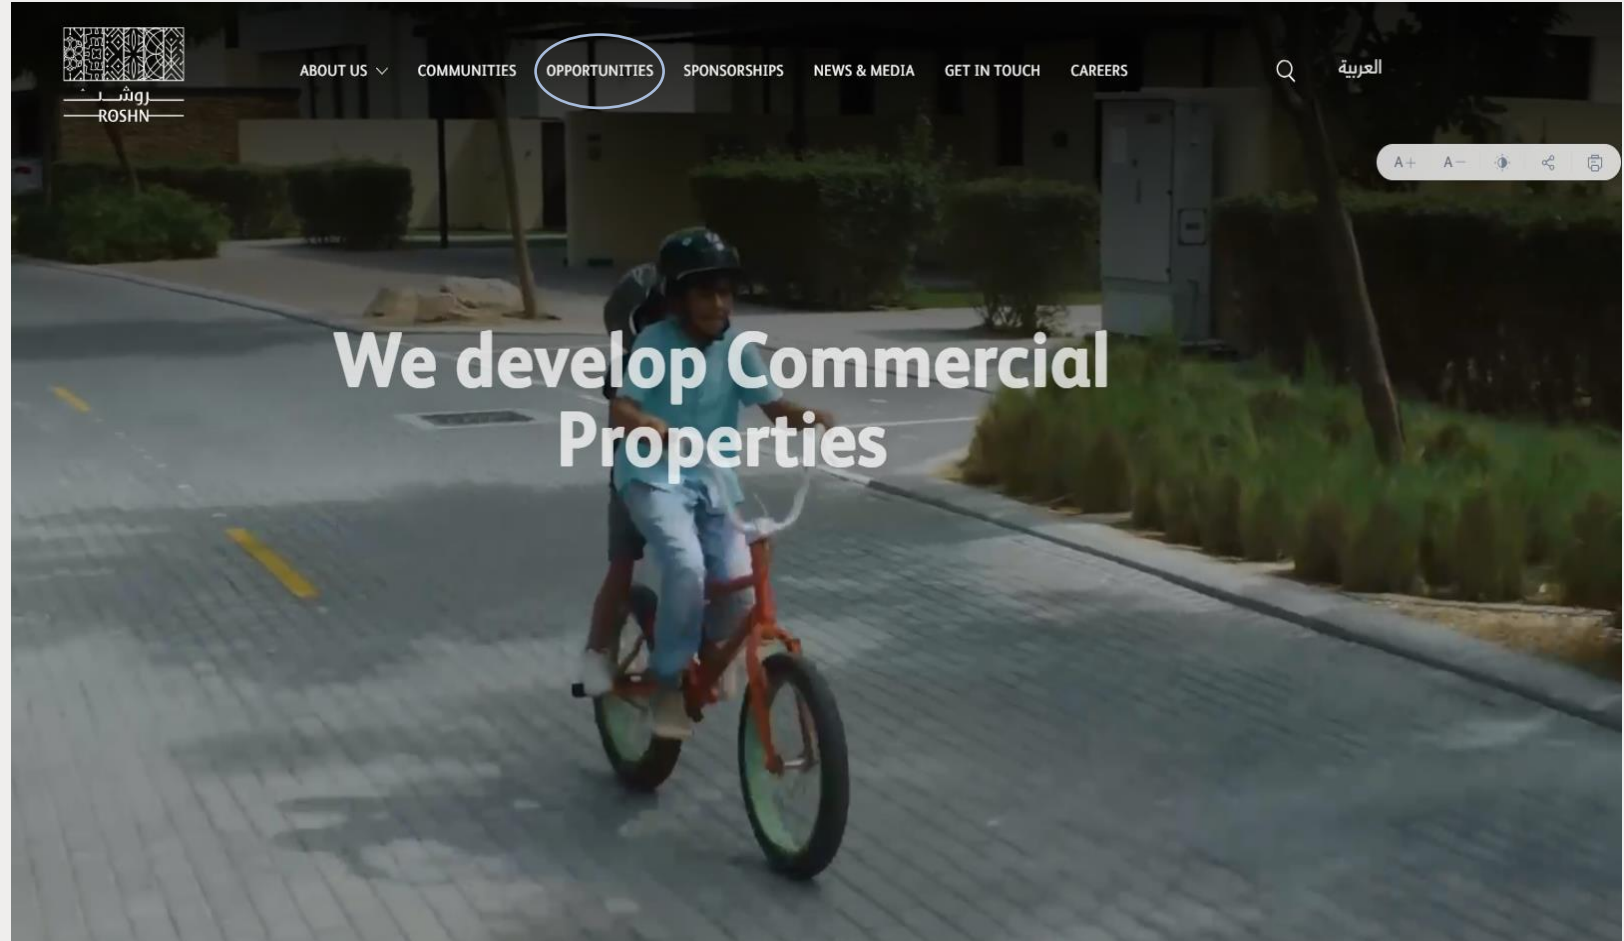 روشن
ROSHN
ABOUT US
COMMUNITIES
OPPORTUNITIES
SPONSORSHIPS
NEWS & MEDIA
GET IN TOUCH
CAREERS
العربية
A+
A-
We develop Commercial
Properties